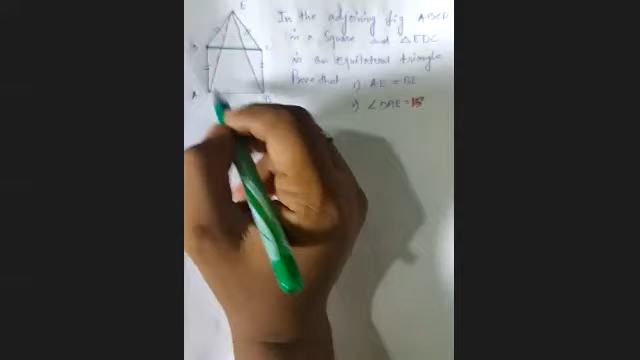 E
In the adjoining fig ABCD
D C
is a square and △EDC
is an equilateral triangle
Prove that i) AE = BE
A B
ii) ∠DAE = 15°